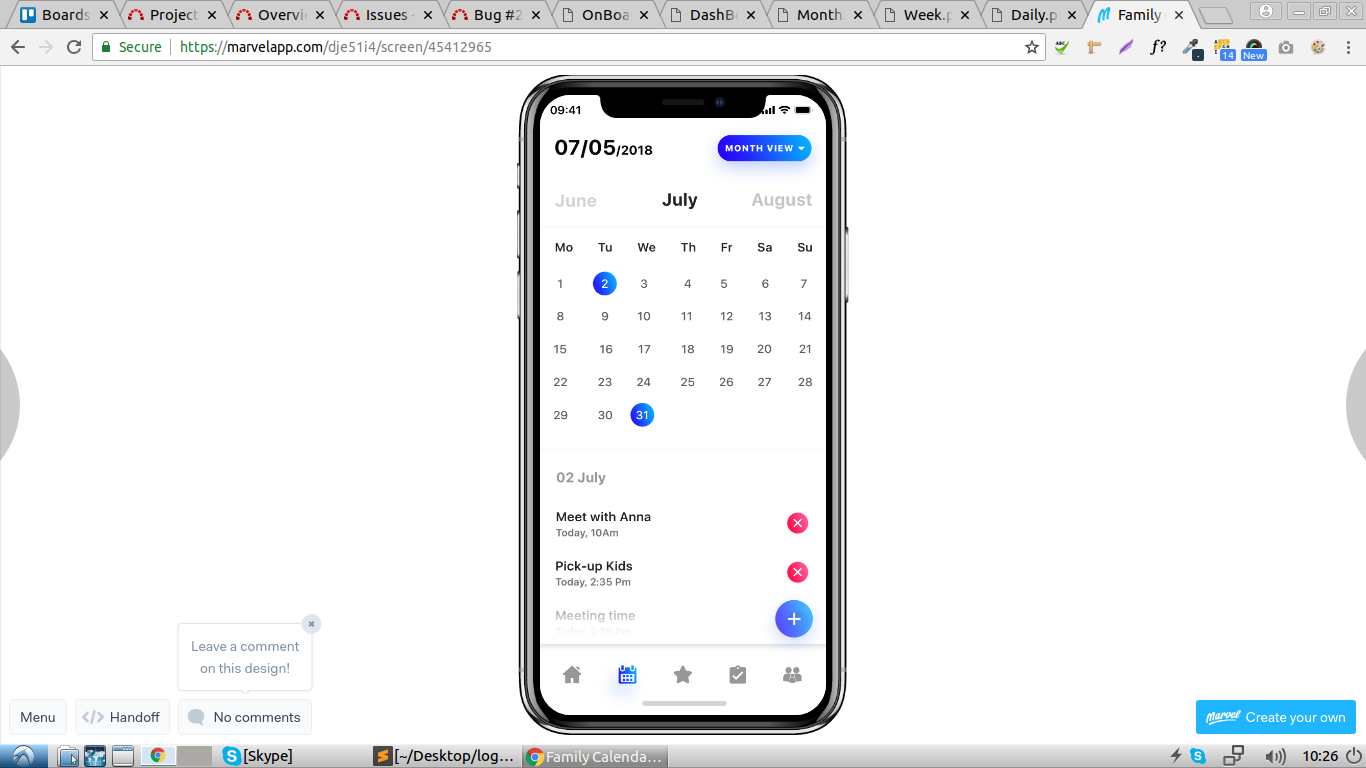 Boards
Project
Overvi
Issues -
Bug #2
OnBoa
DashBo
Month
Week.p
Daily.p
Family
Secure
https://marvelapp.com/dje51i4/screen/45412965
f?
14
New
09:41
07/05/2018
MONTH VIEW
June July August
Mo Tu We Th Fr Sa Su
1 2 3 4 5 6 7
8 9 10 11 12 13 14
15 16 17 18 19 20 21
22 23 24 25 26 27 28
29 30 31
02 July
Meet with Anna
Today, 10Am
Pick-up Kids
Today, 2:35 Pm
Meeting time
Today, 2:35 Pm
Leave a comment
on this design!
Menu
Handoff
No comments
Marvel Create your own
[Skype]
[~/Desktop/log...
Family Calenda...
10:26